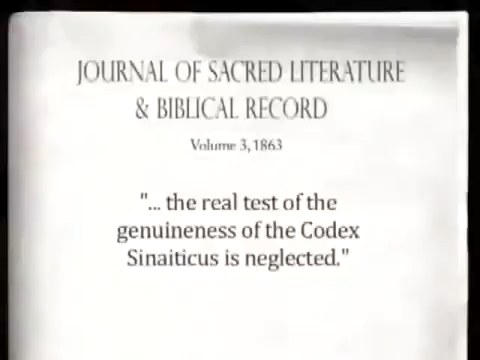 JOURNAL OF SACRED LITERATURE
& BIBLICAL RECORD
Volume 3, 1863
"... the real test of the
genuineness of the Codex
Sinaiticus is neglected."